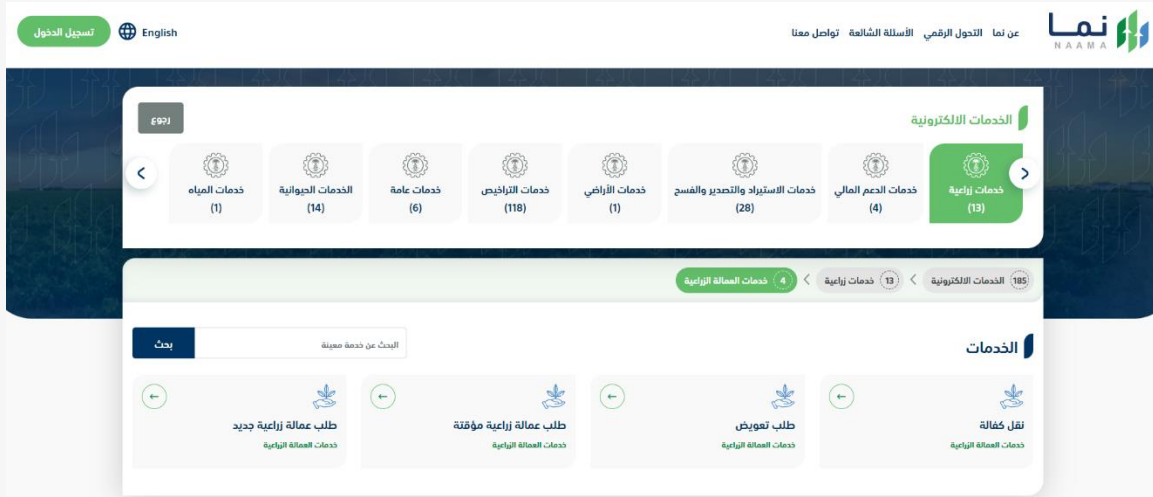 نما
NAAMA
عن نما التحول الرقمي الأسئلة الشائعة تواصل معنا
English
تسجيل الدخول
الخدمات الالكترونية
رجوع
خدمات زراعية
(13)
خدمات الدعم المالي
(4)
خدمات الاستيراد والتصدير والفسح
(28)
خدمات الأراضي
(1)
خدمات التراخيص
(118)
خدمات عامة
(6)
الخدمات الحيوانية
(14)
خدمات المياه
(1)
185 الخدمات الالكترونية
13 خدمات زراعية
4 خدمات العمالة الزراعية
الخدمات
البحث عن خدمة معينة
بحث
نقل كفالة
خدمات العمالة الزراعية
طلب تعويض
خدمات العمالة الزراعية
طلب عمالة زراعية مؤقتة
خدمات العمالة الزراعية
طلب عمالة زراعية جديد
خدمات العمالة الزراعية